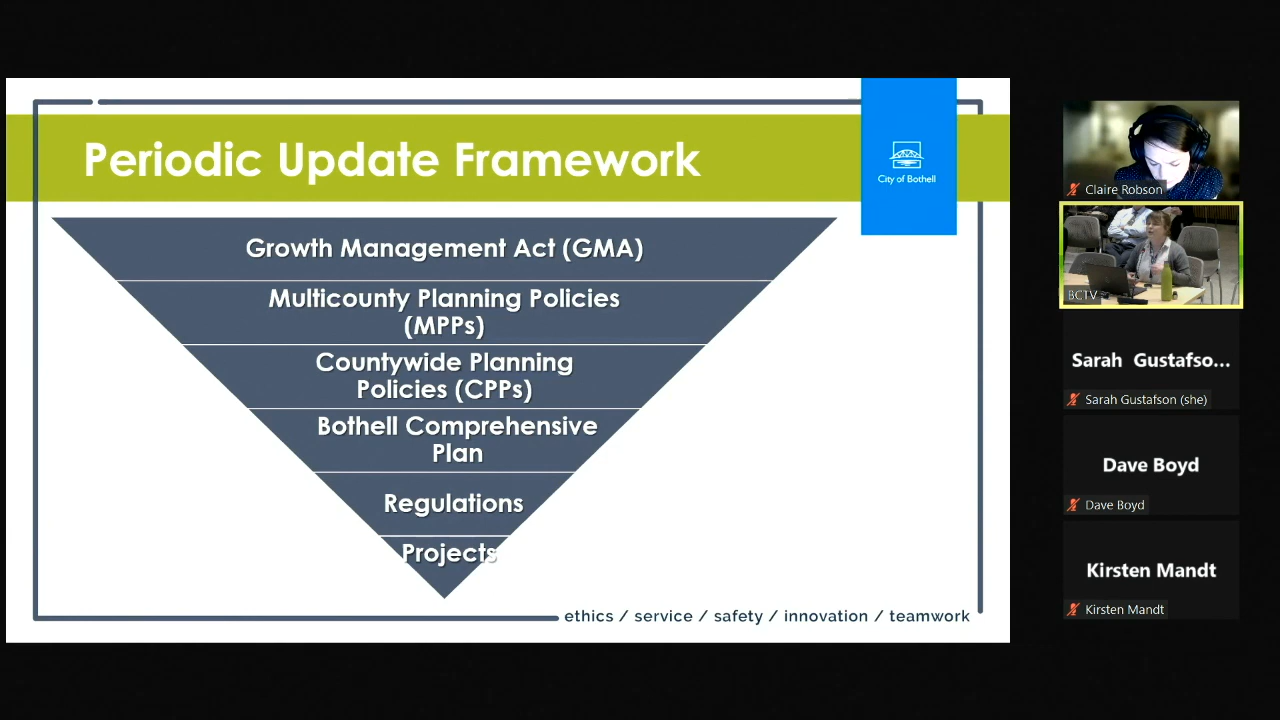 Periodic Update Framework
City of Bothell
Growth Management Act (GMA)
Multicounty Planning Policies
(MPPs)
Countywide Planning
Policies (CPPs)
Bothell Comprehensive
Plan
Regulations
Projects
ethics / service / safety / innovation / teamwork
Claire Robson
BCTV
Sarah Gustafso...
Sarah Gustafson (she)
Dave Boyd
Dave Boyd
Kirsten Mandt
Kirsten Mandt